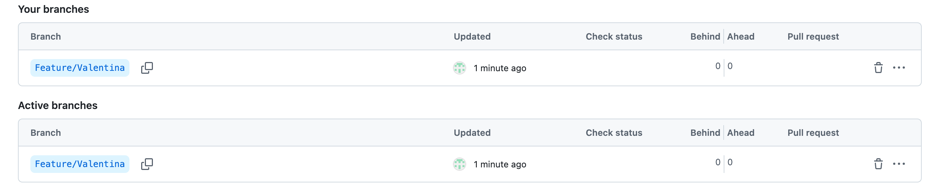 Your branches
Branch Updated Check status Behind Ahead Pull request
Feature/Valentina 1 minute ago 0 0
Active branches
Branch Updated Check status Behind Ahead Pull request
Feature/Valentina 1 minute ago 0 0